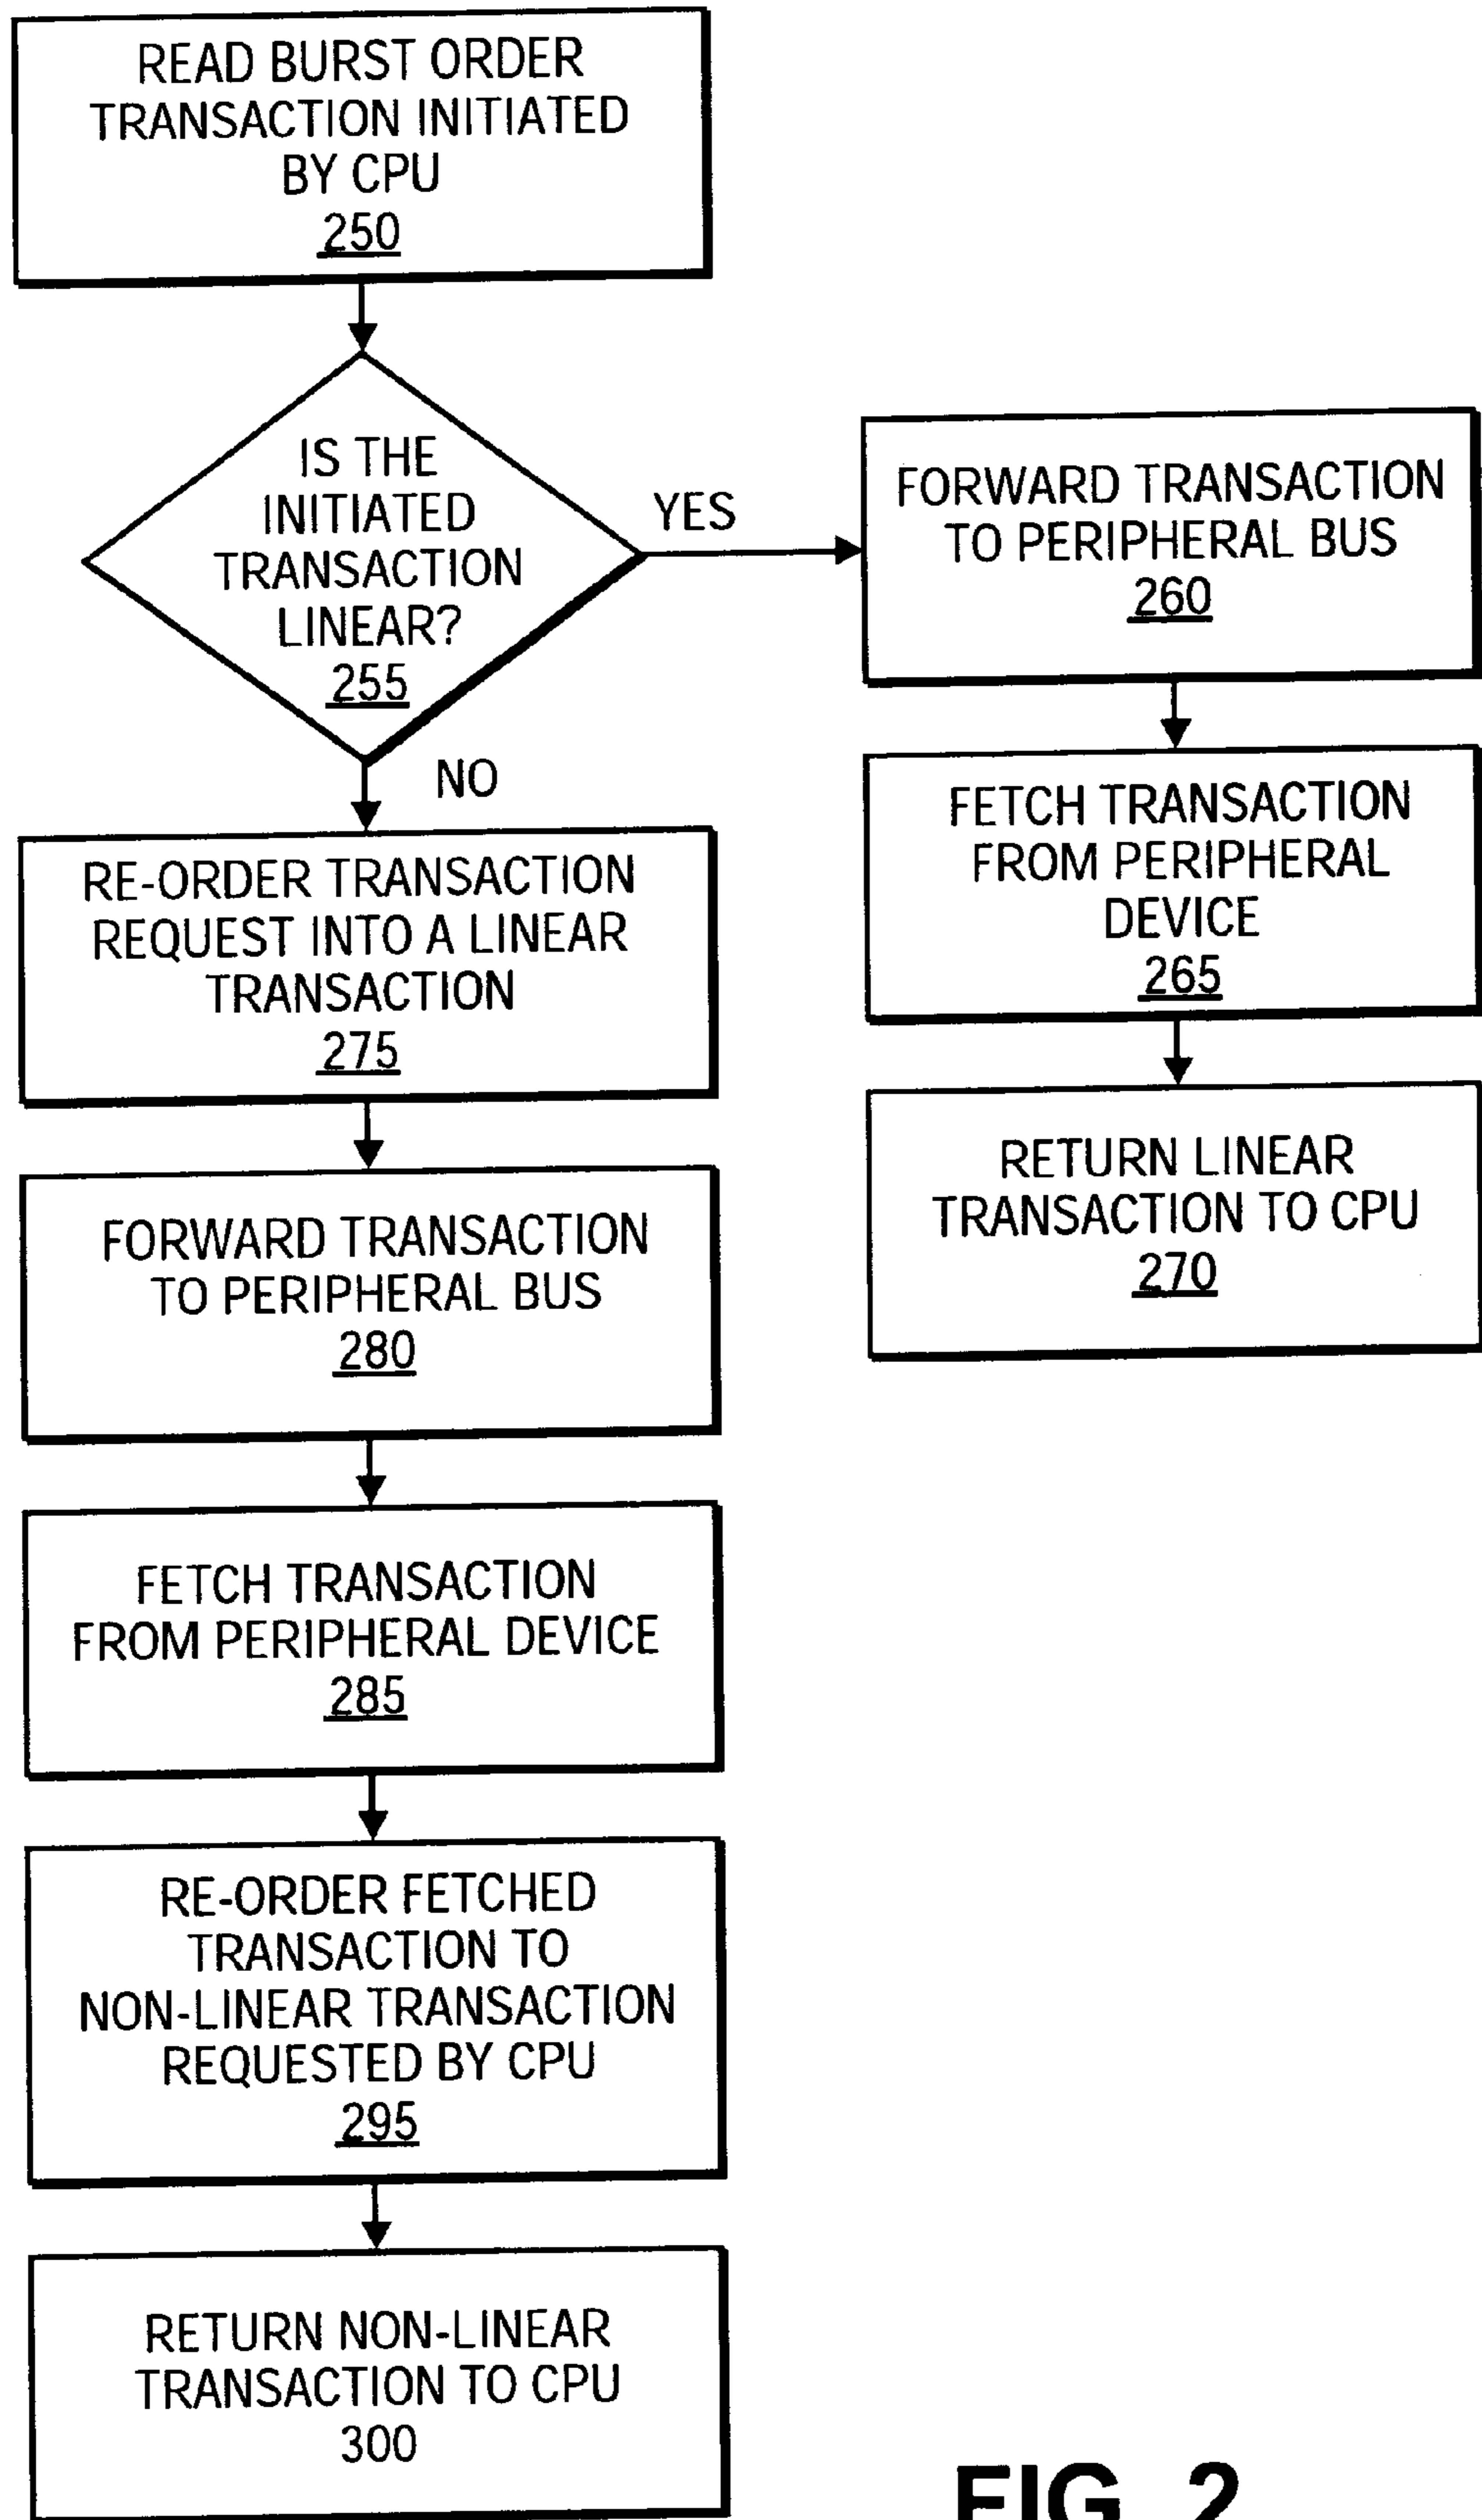 READ BURST ORDER
TRANSACTION INITIATED
BY CPU
250
IS THE
INITIATED
TRANSACTION
LINEAR?
255
YES
NO
FORWARD TRANSACTION
TO PERIPHERAL BUS
260
FETCH TRANSACTION
FROM PERIPHERAL
DEVICE
265
RETURN LINEAR
TRANSACTION TO CPU
270
RE-ORDER TRANSACTION
REQUEST INTO A LINEAR
TRANSACTION
275
FORWARD TRANSACTION
TO PERIPHERAL BUS
280
FETCH TRANSACTION
FROM PERIPHERAL DEVICE
285
RE-ORDER FETCHED
TRANSACTION TO
NON-LINEAR TRANSACTION
REQUESTED BY CPU
295
RETURN NON-LINEAR
TRANSACTION TO CPU
300
FIG. 2